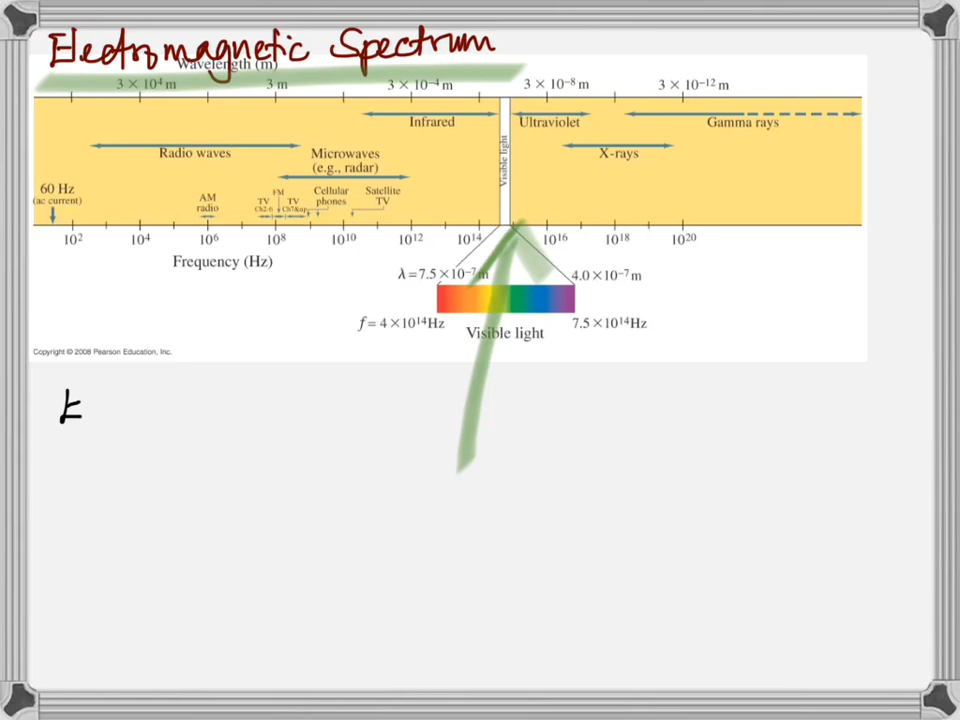 Electromagnetic Spectrum
Wavelength (m)
3 × 10⁴ m 3 m 3 × 10⁻⁴ m 3 × 10⁻⁸ m 3 × 10⁻¹² m
Infrared Ultraviolet Gamma rays
Visible light
Radio waves Microwaves (e.g., radar) X-rays
60 Hz
(ac current)
AM radio
FM
TV Ch2-6
TV
Cellular phones
Satellite TV
10² 10⁴ 10⁶ 10⁸ 10¹⁰ 10¹² 10¹⁴ 10¹⁶ 10¹⁸ 10²⁰
Frequency (Hz)
λ = 7.5 × 10⁻⁷ m 4.0 × 10⁻⁷ m
f = 4 × 10¹⁴ Hz Visible light 7.5 × 10¹⁴ Hz
Copyright © 2008 Pearson Education, Inc.